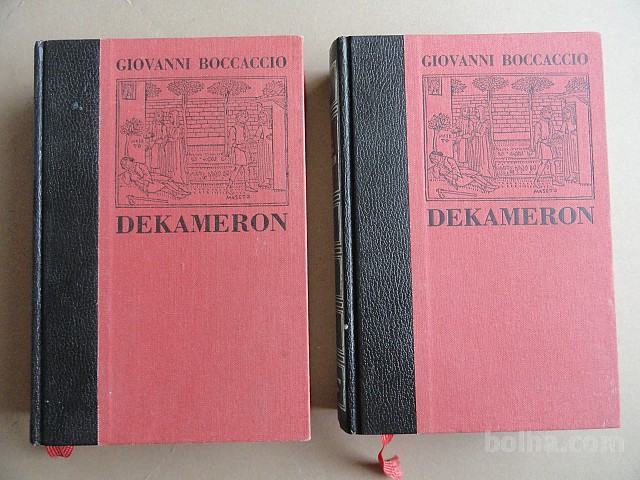 GIOVANNI BOCCACCIO
MASETO
DEKAMERON
GIOVANNI BOCCACCIO
MASETO
DEKAMERON
bolha.com